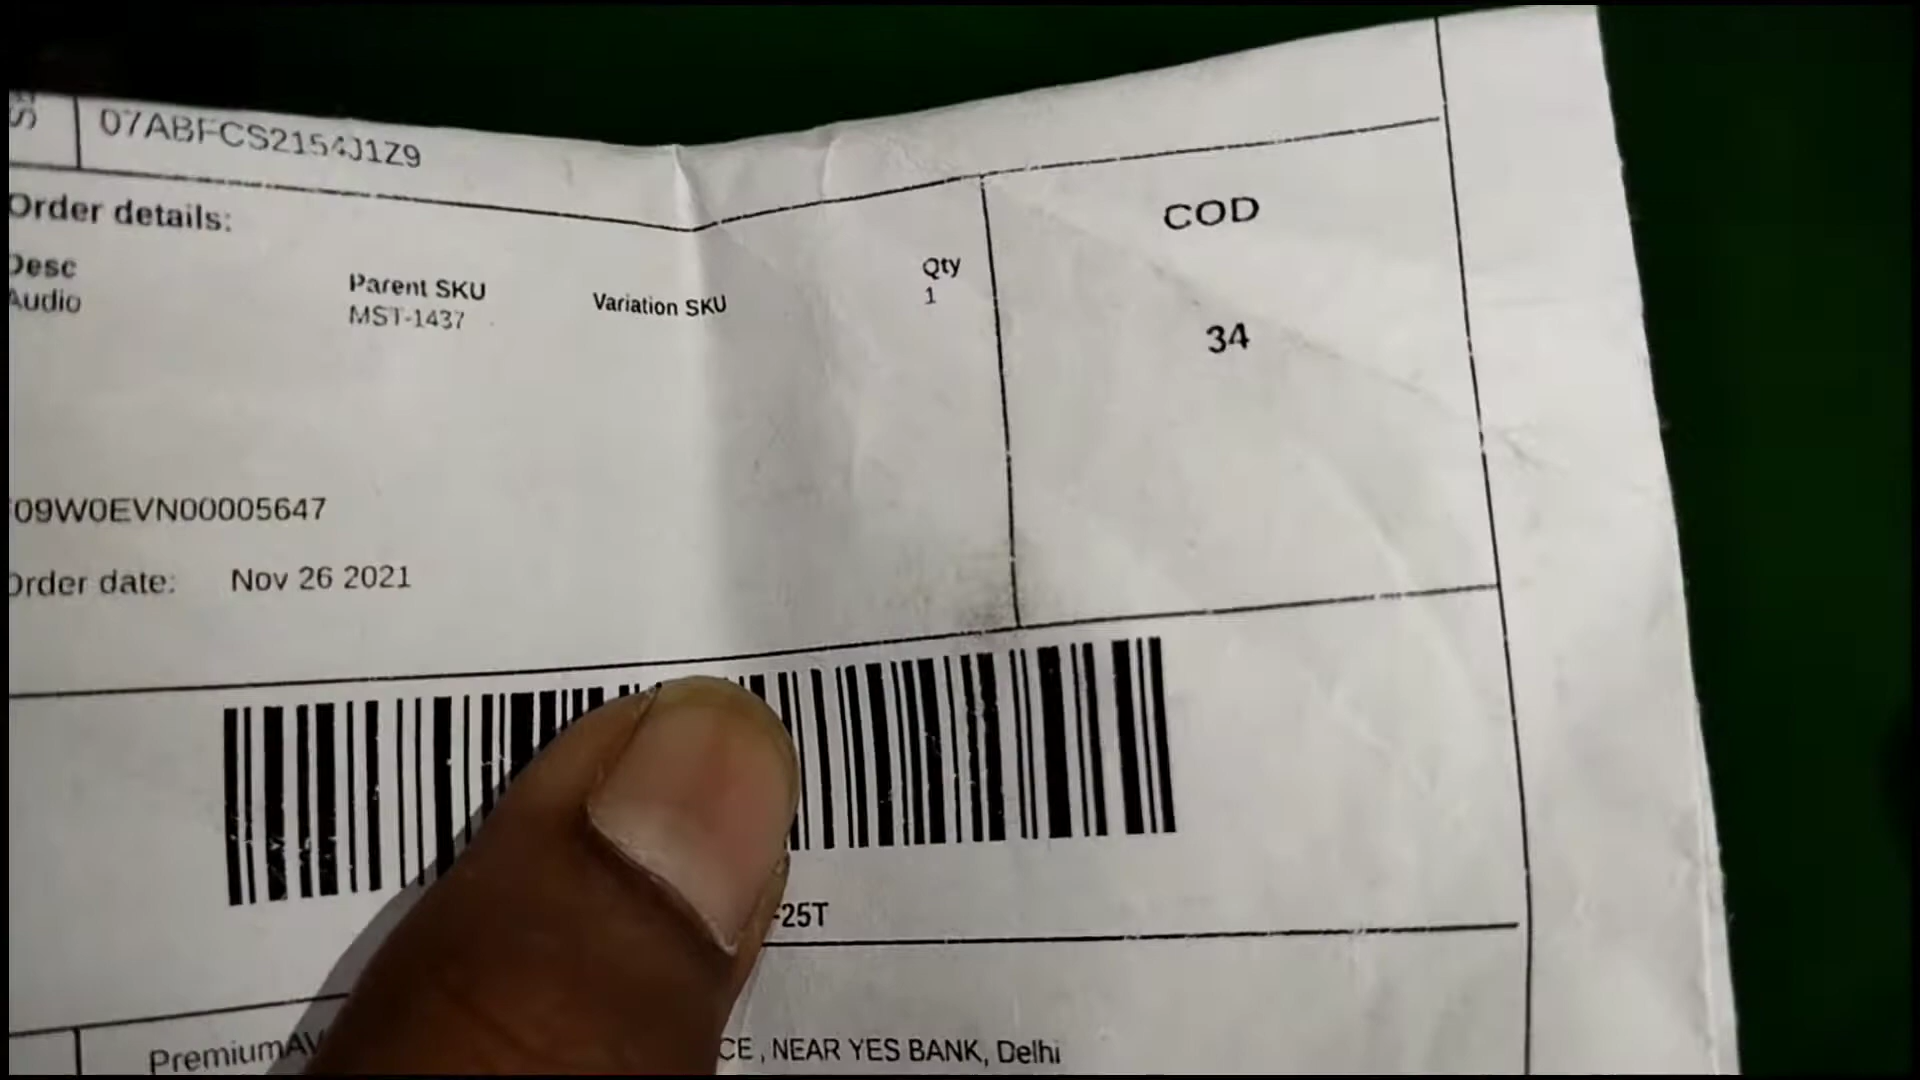 07ABFCS2154J1Z9
Order details:
COD
Desc Parent SKU Variation SKU Qty
Audio MST-1437 1
34
09W0EVN00005647
Order date: Nov 26 2021
-25T
PremiumAV CE , NEAR YES BANK, Delhi